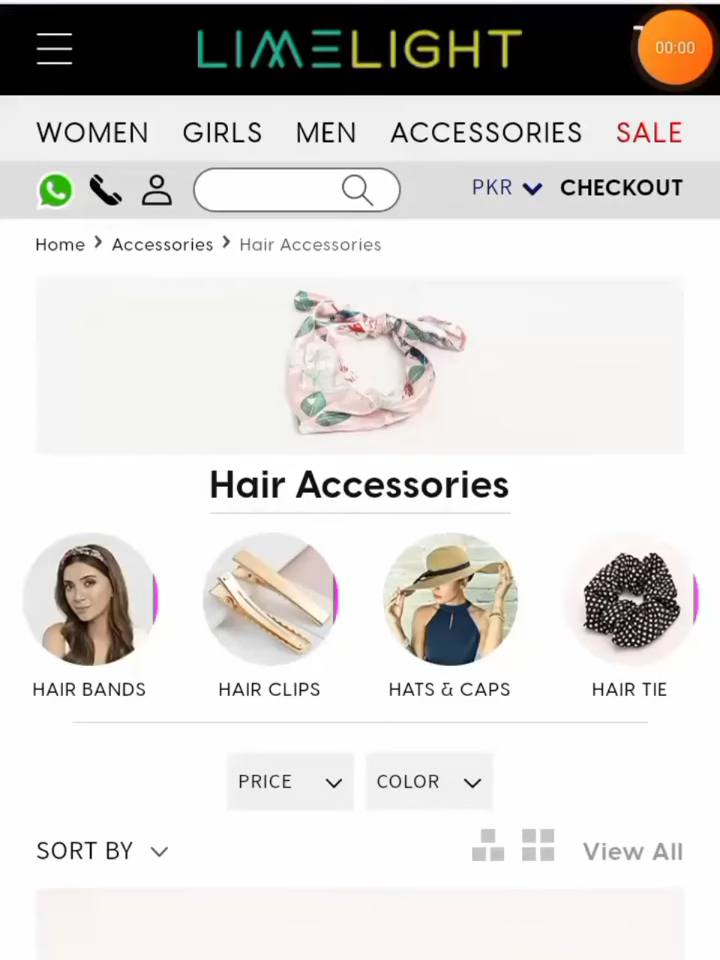 LIMELIGHT
00:00
WOMEN GIRLS MEN ACCESSORIES SALE
PKR CHECKOUT
Home > Accessories > Hair Accessories
Hair Accessories
HAIR BANDS HAIR CLIPS HATS & CAPS HAIR TIE
PRICE COLOR
SORT BY View All